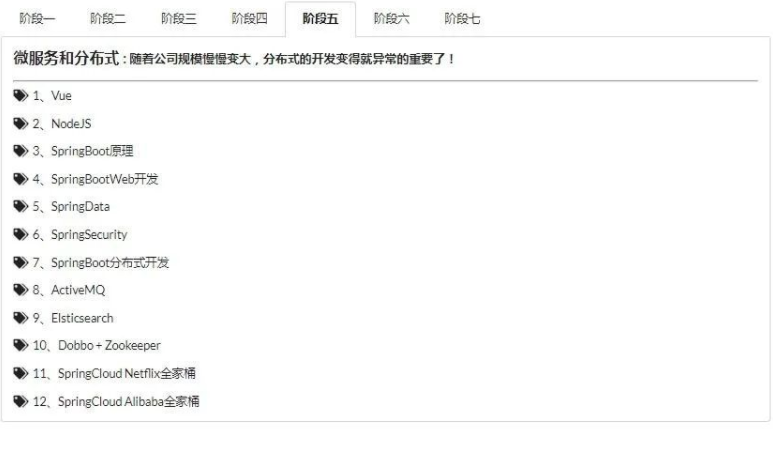 阶段一 阶段二 阶段三 阶段四 阶段五 阶段六 阶段七
微服务和分布式：随着公司规模慢慢变大，分布式的开发变得就异常的重要了！
1、Vue
2、NodeJS
3、SpringBoot原理
4、SpringBootWeb开发
5、SpringData
6、SpringSecurity
7、SpringBoot分布式开发
8、ActiveMQ
9、Elsticsearch
10、Dobbo + Zookeeper
11、SpringCloud Netflix全家桶
12、SpringCloud Alibaba全家桶